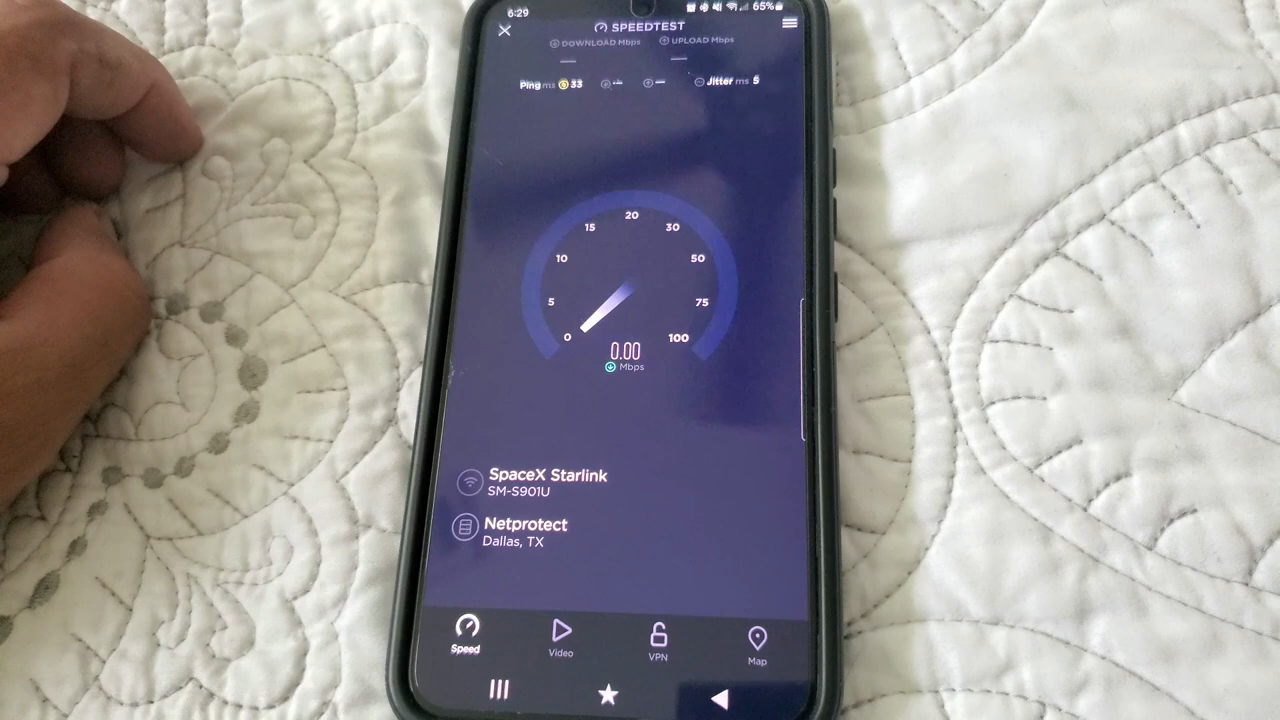 6:29
65%
SPEEDTEST
DOWNLOAD Mbps
UPLOAD Mbps
Ping ms 33
Jitter ms 5
20
15
30
10
50
5
75
0
100
0.00
Mbps
SpaceX Starlink
SM-S901U
Netprotect
Dallas, TX
Speed
Video
VPN
Map